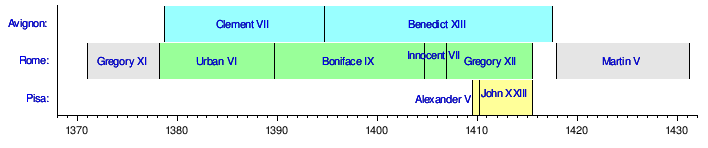 Avignon: Clement VII Benedict XIII
Rome: Gregory XI Urban VI Boniface IX Innocent VII Gregory XII Martin V
Pisa: Alexander V John XXIII
1370 1380 1390 1400 1410 1420 1430